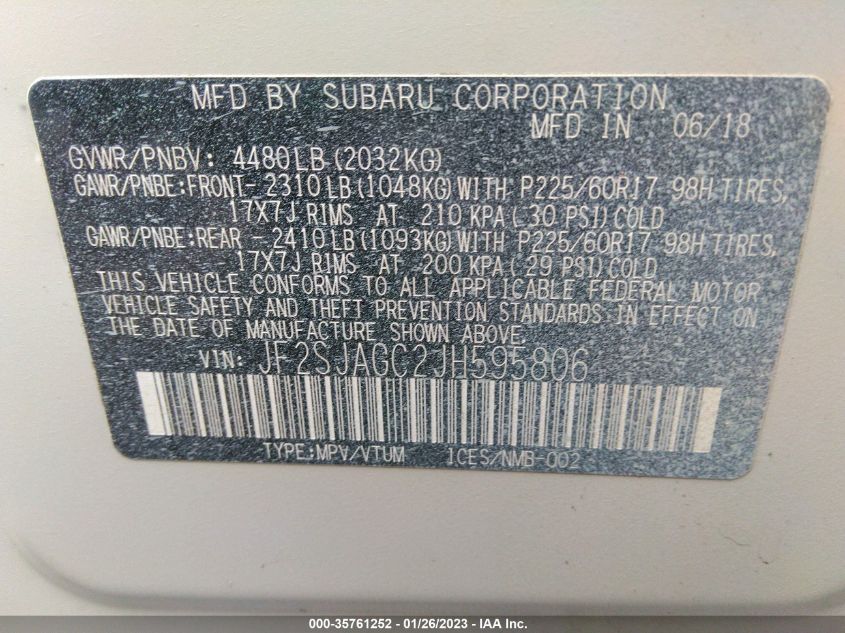 MFD BY SUBARU CORPORATION
MFD IN 06/18
GVWR/PNBV: 4480LB(2032KG)
GAWR/PNBE:FRONT-2310LB(1048KG)WITH P225/60R17 98H TIRES,
17X7J RIMS AT 210 KPA(30 PSI)COLD
GAWR/PNBE:REAR -2410LB(1093KG)WITH P225/60R17 98H TIRES,
17X7J RIMS AT 200 KPA(29 PSI)COLD
THIS VEHICLE CONFORMS TO ALL APPLICABLE FEDERAL MOTOR
VEHICLE SAFETY AND THEFT PREVENTION STANDARDS IN EFFECT ON
THE DATE OF MANUFACTURE SHOWN ABOVE.
VIN: JF2SJAGC2JH595806
TYPE:MPV/VTUM ICES/NMB-002
000-35761252 - 01/26/2023 - IAA Inc.